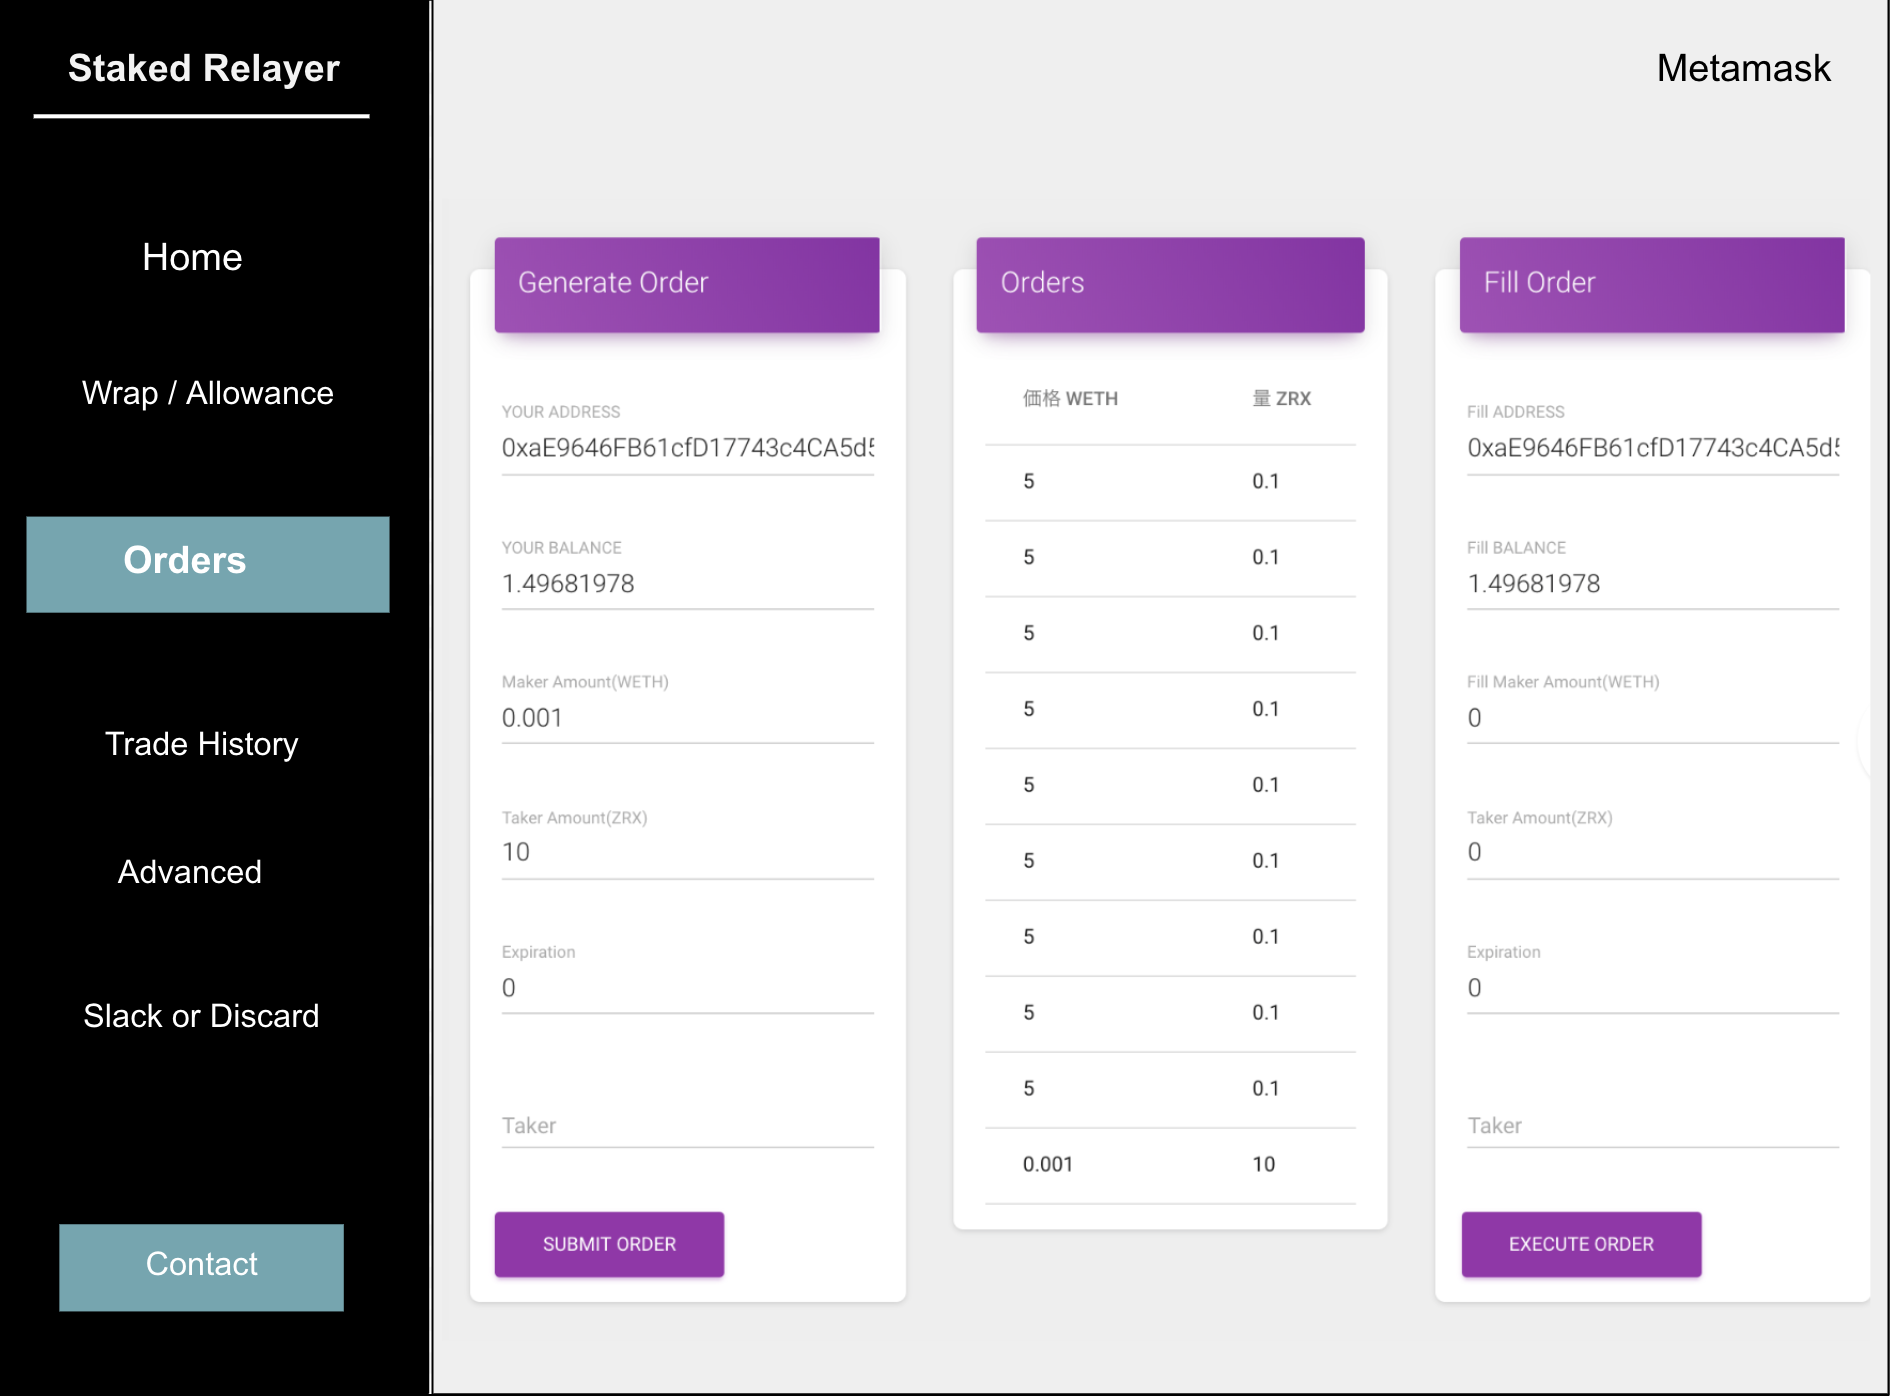 Staked Relayer
Home
Wrap / Allowance
Orders
Trade History
Advanced
Slack or Discard
Contact
Metamask
Generate Order
YOUR ADDRESS
0xaE9646FB61cfD17743c4CA5d5
YOUR BALANCE
1.49681978
Maker Amount(WETH)
0.001
Taker Amount(ZRX)
10
Expiration
0
Taker
SUBMIT ORDER
Orders
価格 WETH 量 ZRX
5 0.1
5 0.1
5 0.1
5 0.1
5 0.1
5 0.1
5 0.1
5 0.1
5 0.1
0.001 10
Fill Order
Fill ADDRESS
0xaE9646FB61cfD17743c4CA5d5
Fill BALANCE
1.49681978
Fill Maker Amount(WETH)
0
Taker Amount(ZRX)
0
Expiration
0
Taker
EXECUTE ORDER